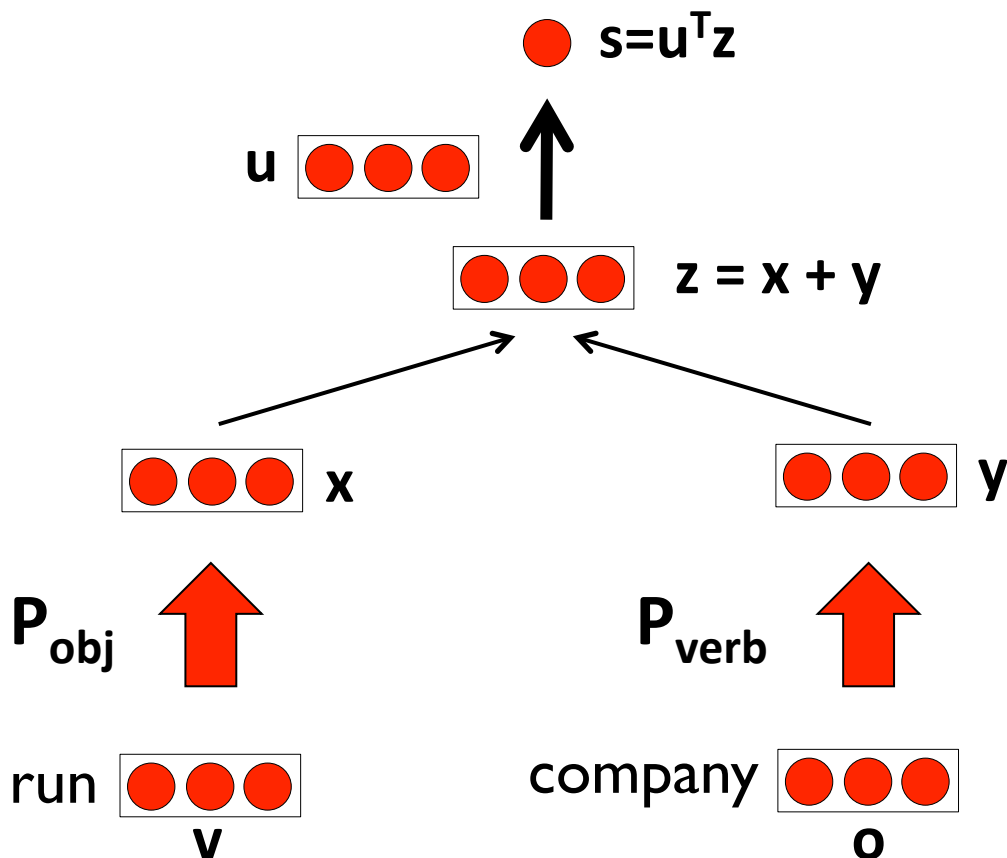 s=uᵀz
u
z = x + y
x
y
P_obj
P_verb
run
company
v
o